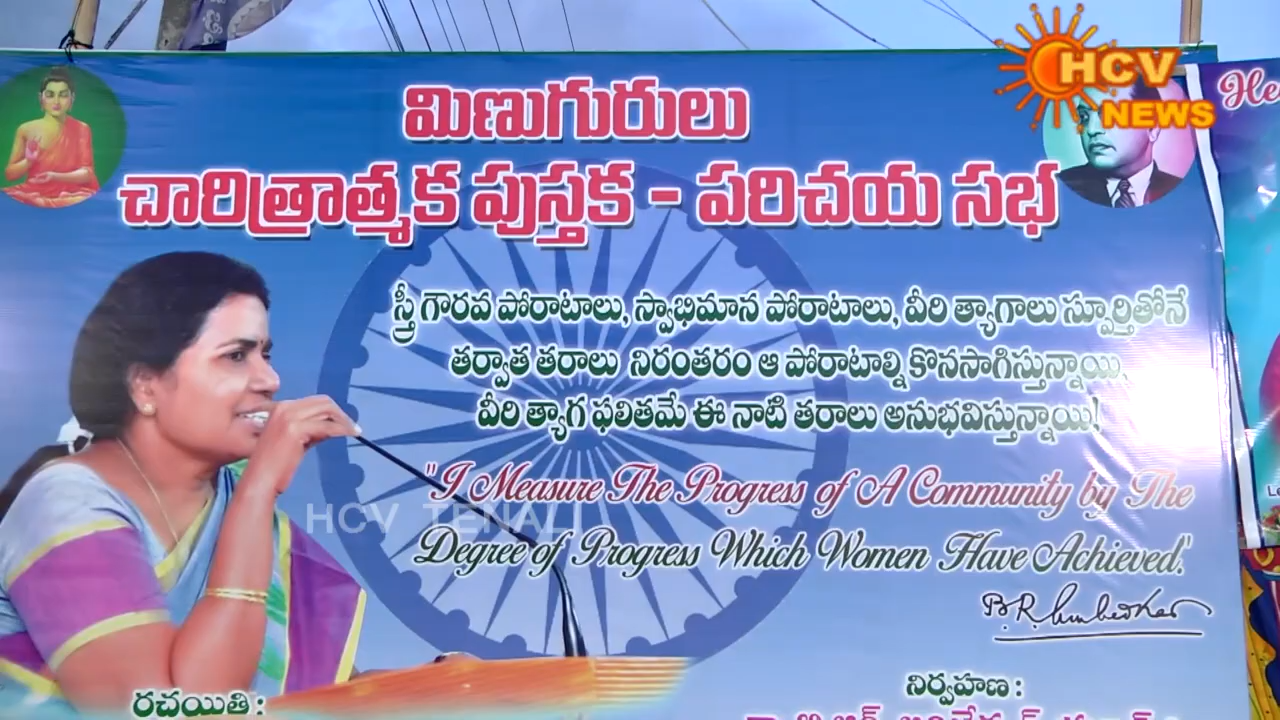 HCV
NEWS
He
మిణుగురులు
చారిత్రాత్మక పుస్తక - పరిచయ సభ
స్త్రీ గౌరవ పోరాటాలు, స్వాభిమాన పోరాటాలు, వీరి త్యాగాలు స్ఫూర్తితోనే
తర్వాత తరాలు నిరంతరం ఆ పోరాటాల్ని కొనసాగిస్తున్నాయి,
వీరి త్యాగ ఫలితమే ఈ నాటి తరాలు అనుభవిస్తున్నాయి!
"I Measure The Progress of A Community by The
Degree of Progress Which Women Have Achieved."
B.R. Ambedkar
HCV TENALI
రచయితి :
నిర్వహణ :